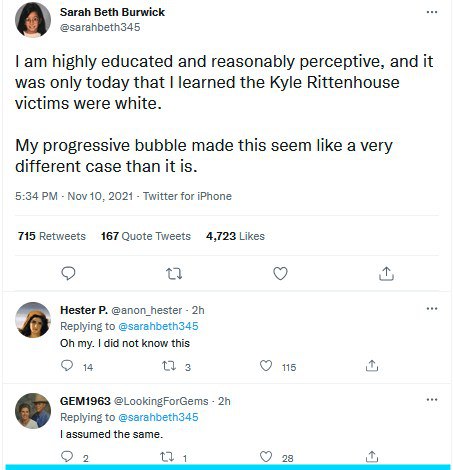 Sarah Beth Burwick
@sarahbeth345
I am highly educated and reasonably perceptive, and it
was only today that I learned the Kyle Rittenhouse
victims were white.
My progressive bubble made this seem like a very
different case than it is.
5:34 PM · Nov 10, 2021 · Twitter for iPhone
715 Retweets 167 Quote Tweets 4,723 Likes
Hester P. @anon_hester · 2h
Replying to @sarahbeth345
Oh my. I did not know this
14 3 115
GEM1963 @LookingForGems · 2h
Replying to @sarahbeth345
I assumed the same.
2 1 28